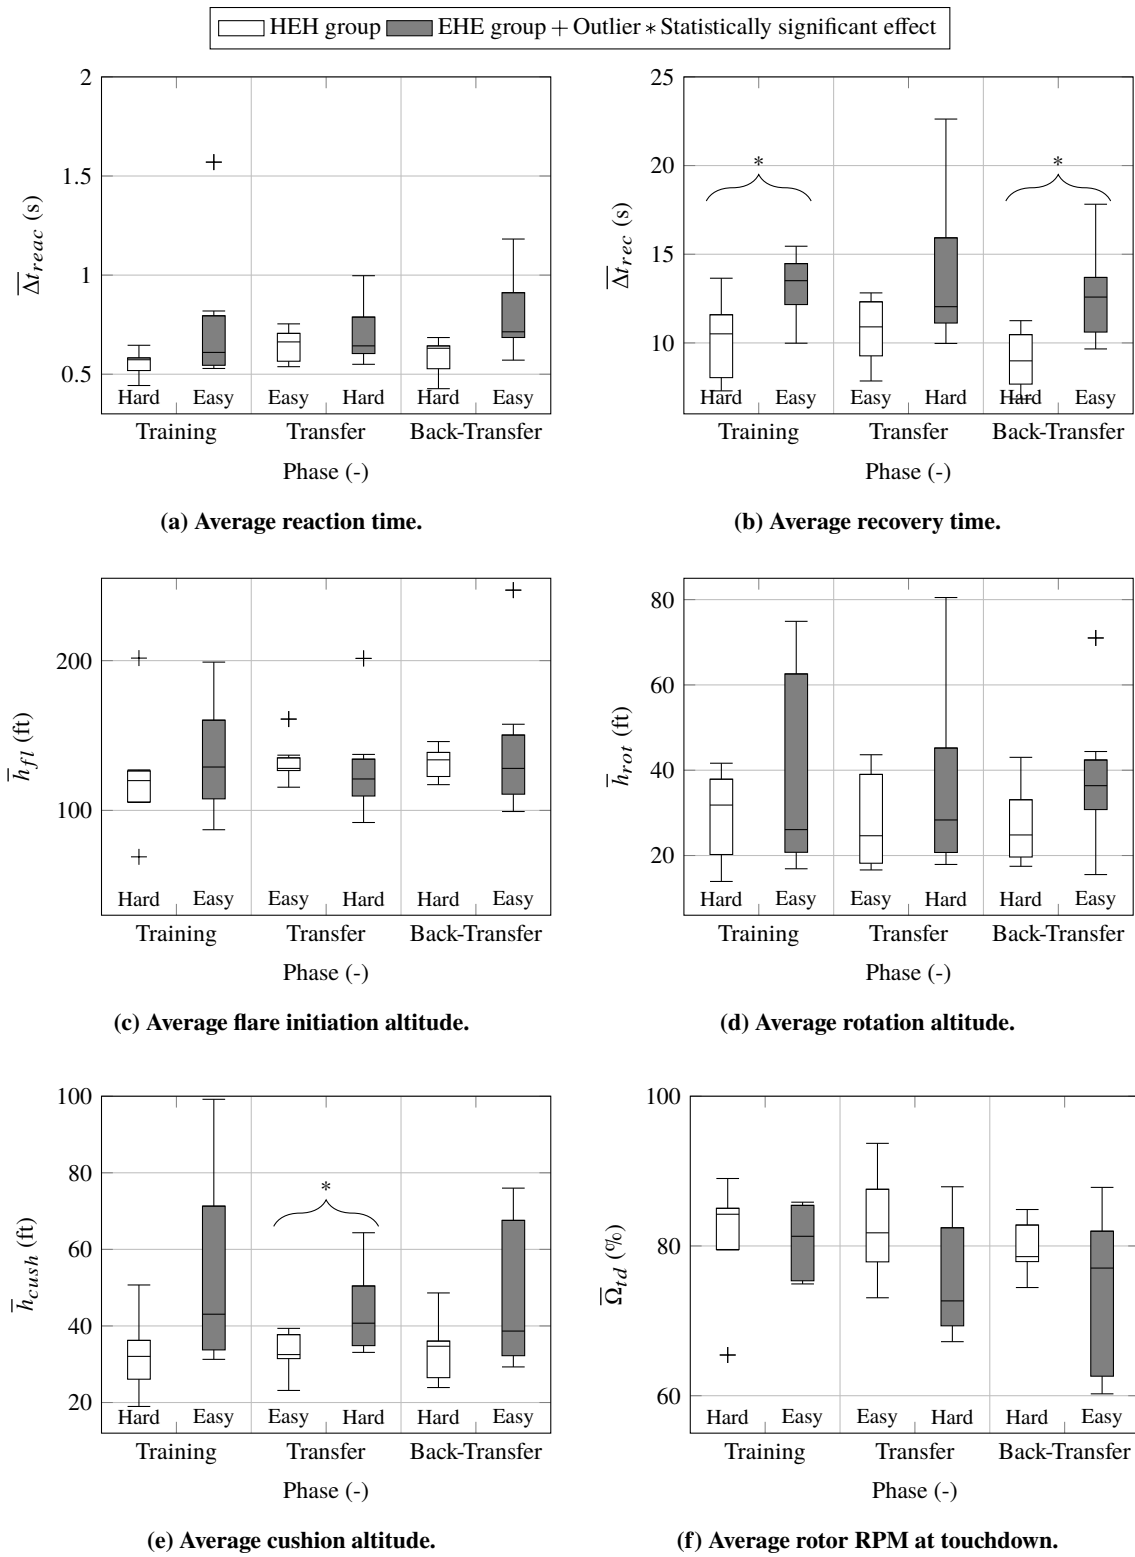 HEH group EHE group + Outlier * Statistically significant effect
2
1.5
1
0.5
Δt_reac (s)
Hard Easy Easy Hard Hard Easy
Training Transfer Back-Transfer
Phase (-)
(a) Average reaction time.
25
20
15
10
Δt_rec (s)
* *
Hard Easy Easy Hard Hard Easy
Training Transfer Back-Transfer
Phase (-)
(b) Average recovery time.
200
100
h_fl (ft)
Hard Easy Easy Hard Hard Easy
Training Transfer Back-Transfer
Phase (-)
(c) Average flare initiation altitude.
80
60
40
20
h_rot (ft)
Hard Easy Easy Hard Hard Easy
Training Transfer Back-Transfer
Phase (-)
(d) Average rotation altitude.
100
80
60
40
20
h_cush (ft)
*
Hard Easy Easy Hard Hard Easy
Training Transfer Back-Transfer
Phase (-)
(e) Average cushion altitude.
100
80
60
Ω_td (%)
Hard Easy Easy Hard Hard Easy
Training Transfer Back-Transfer
Phase (-)
(f) Average rotor RPM at touchdown.